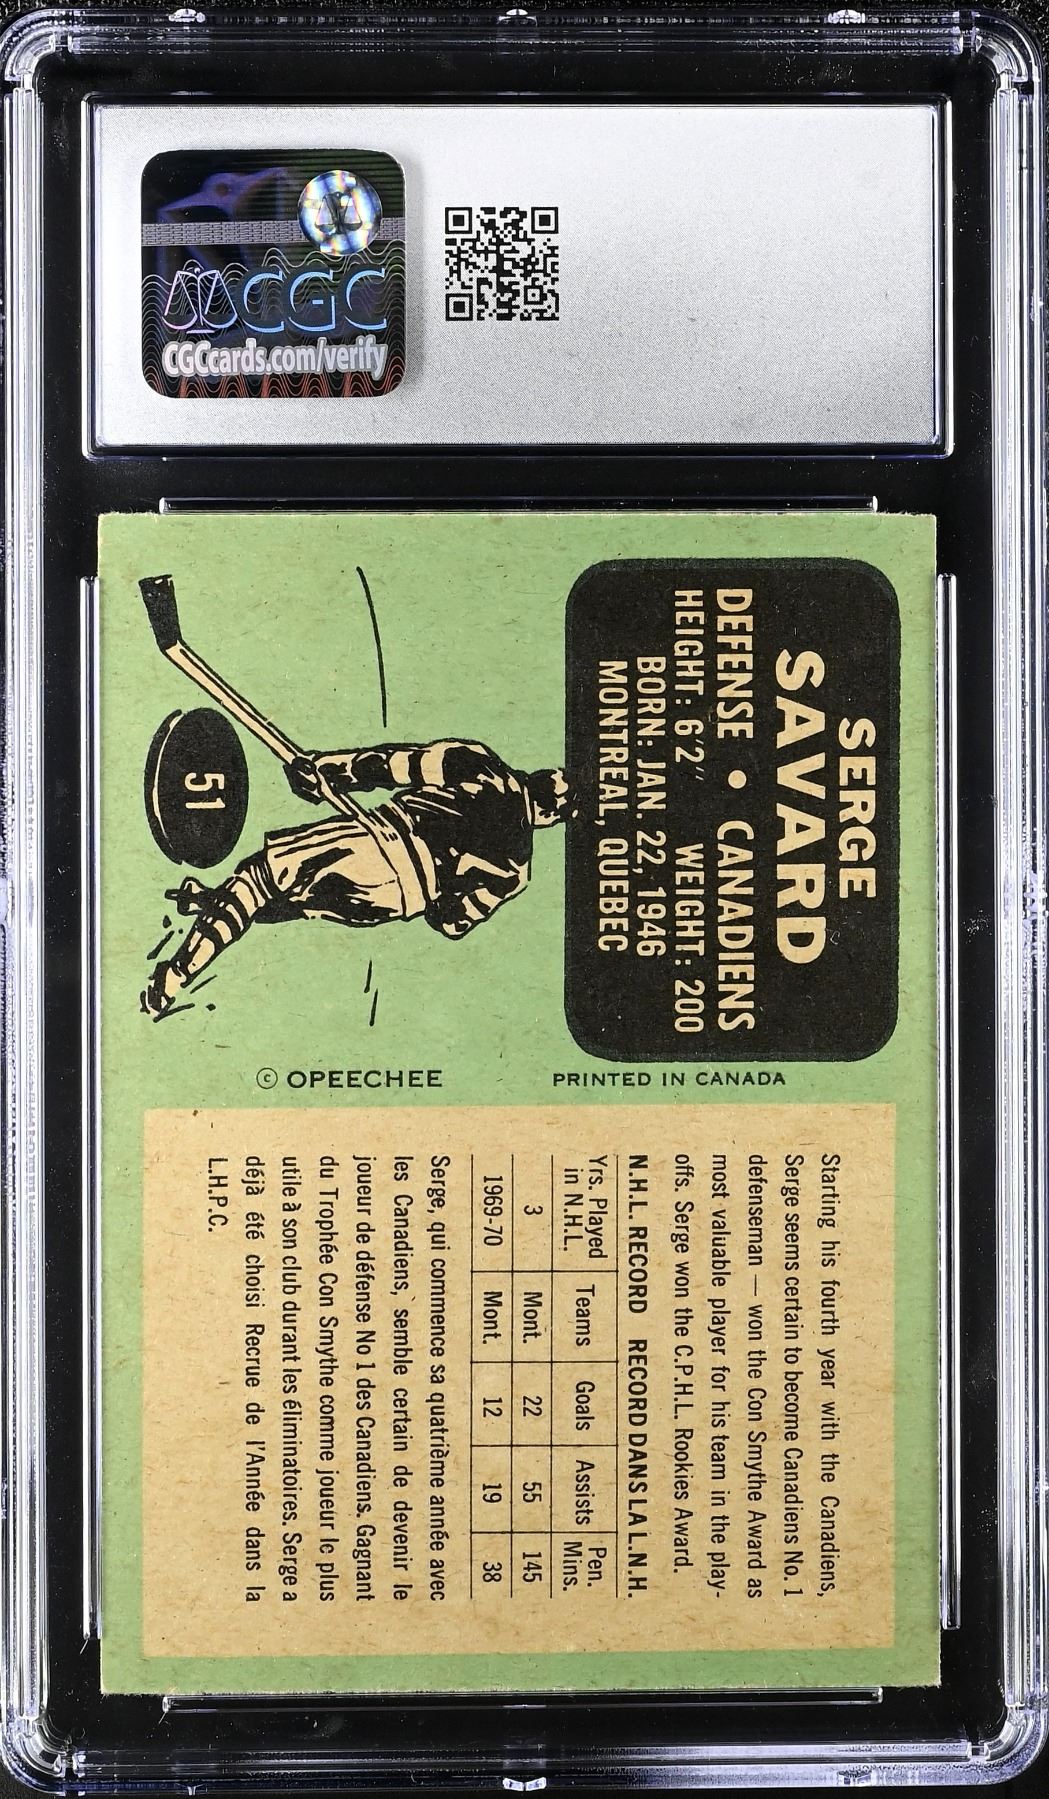 CGC
CGCcards.com/verify
SERGE
SAVARD
DEFENSE • CANADIENS
HEIGHT: 6'2" WEIGHT: 200
BORN: JAN. 22, 1946
MONTREAL, QUEBEC
51
© OPEECHEE
PRINTED IN CANADA
Starting his fourth year with the Canadiens,
Serge seems certain to become Canadiens No. 1
defenseman — won the Con Smythe Award as
most valuable player for his team in the play-
offs. Serge won the C.P.H.L. Rookies Award.
N.H.L. RECORD RECORD DANS LA L.N.H.
Yrs. Played in N.H.L. Teams Goals Assists Pen. Mins.
3 Mont. 22 55 145
1969-70 Mont. 12 19 38
Serge, qui commence sa quatrième année avec
les Canadiens, semble certain de devenir le
joueur de défense No 1 des Canadiens. Gagnant
du Trophée Con Smythe comme joueur le plus
utile à son club durant les éliminatoires. Serge a
déjà été choisi Recrue de l'Année dans la
L.H.P.C.